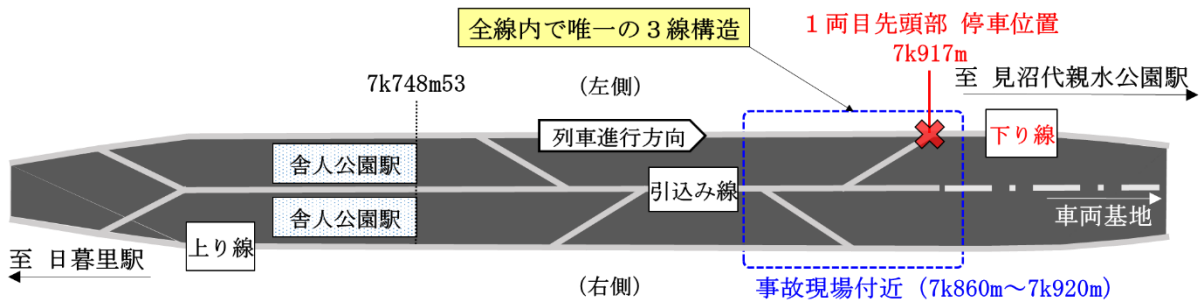 全線内で唯一の３線構造
１両目先頭部 停車位置
7k917m
7k748m53
(左側)
至 見沼代親水公園駅
列車進行方向
下り線
舎人公園駅
引込み線
舎人公園駅
車両基地
上り線
至 日暮里駅
(右側)
事故現場付近 (7k860m～7k920m)